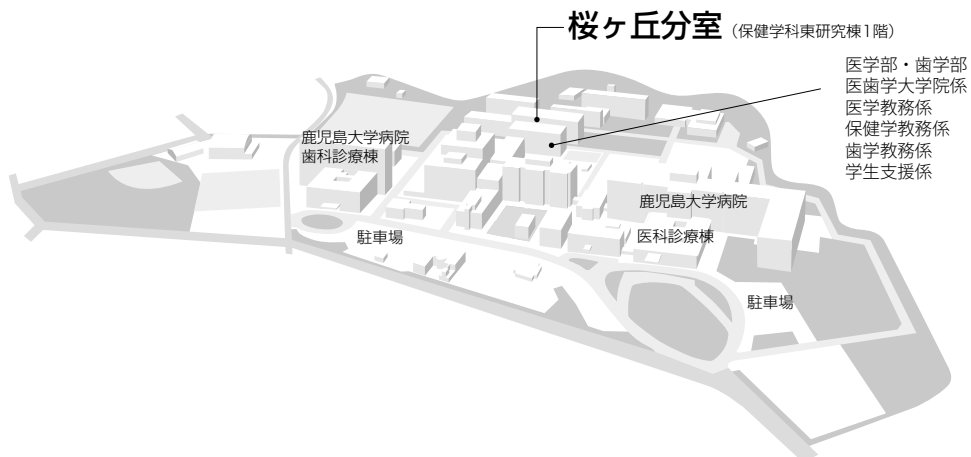 桜ヶ丘分室（保健学科東研究棟1階）
医学部・歯学部
医歯学大学院係
医学教務係
保健学教務係
歯学教務係
学生支援係
鹿児島大学病院
歯科診療棟
駐車場
鹿児島大学病院
医科診療棟
駐車場